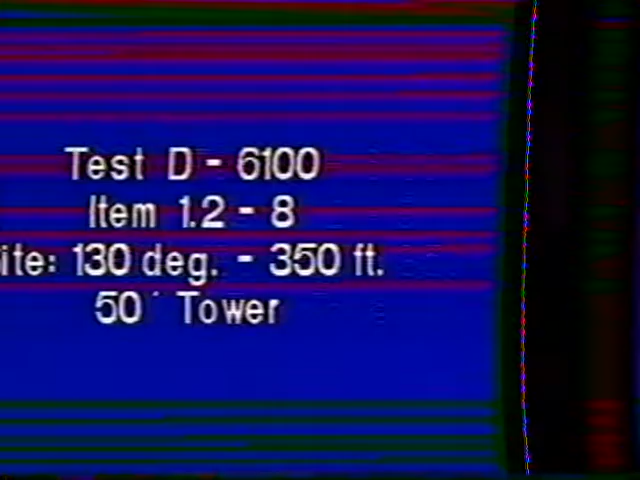 Test D - 6100
Item 1.2 - 8
ite: 130 deg. - 350 ft.
50' Tower